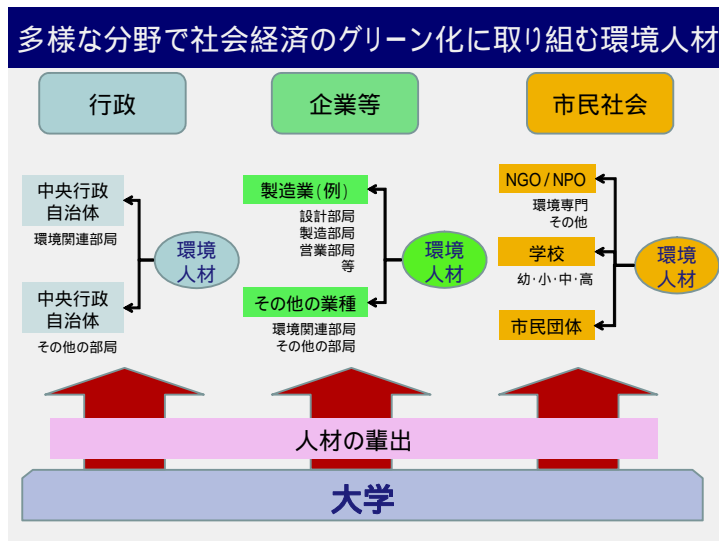 多様な分野で社会経済のグリーン化に取り組む環境人材
行政
企業等
市民社会
中央行政
自治体
環境関連部局
中央行政
自治体
その他の部局
環境
人材
製造業(例)
設計部局
製造部局
営業部局
等
その他の業種
環境関連部局
その他の部局
環境
人材
NGO/NPO
環境専門
その他
学校
幼・小・中・高
市民団体
環境
人材
人材の輩出
大学